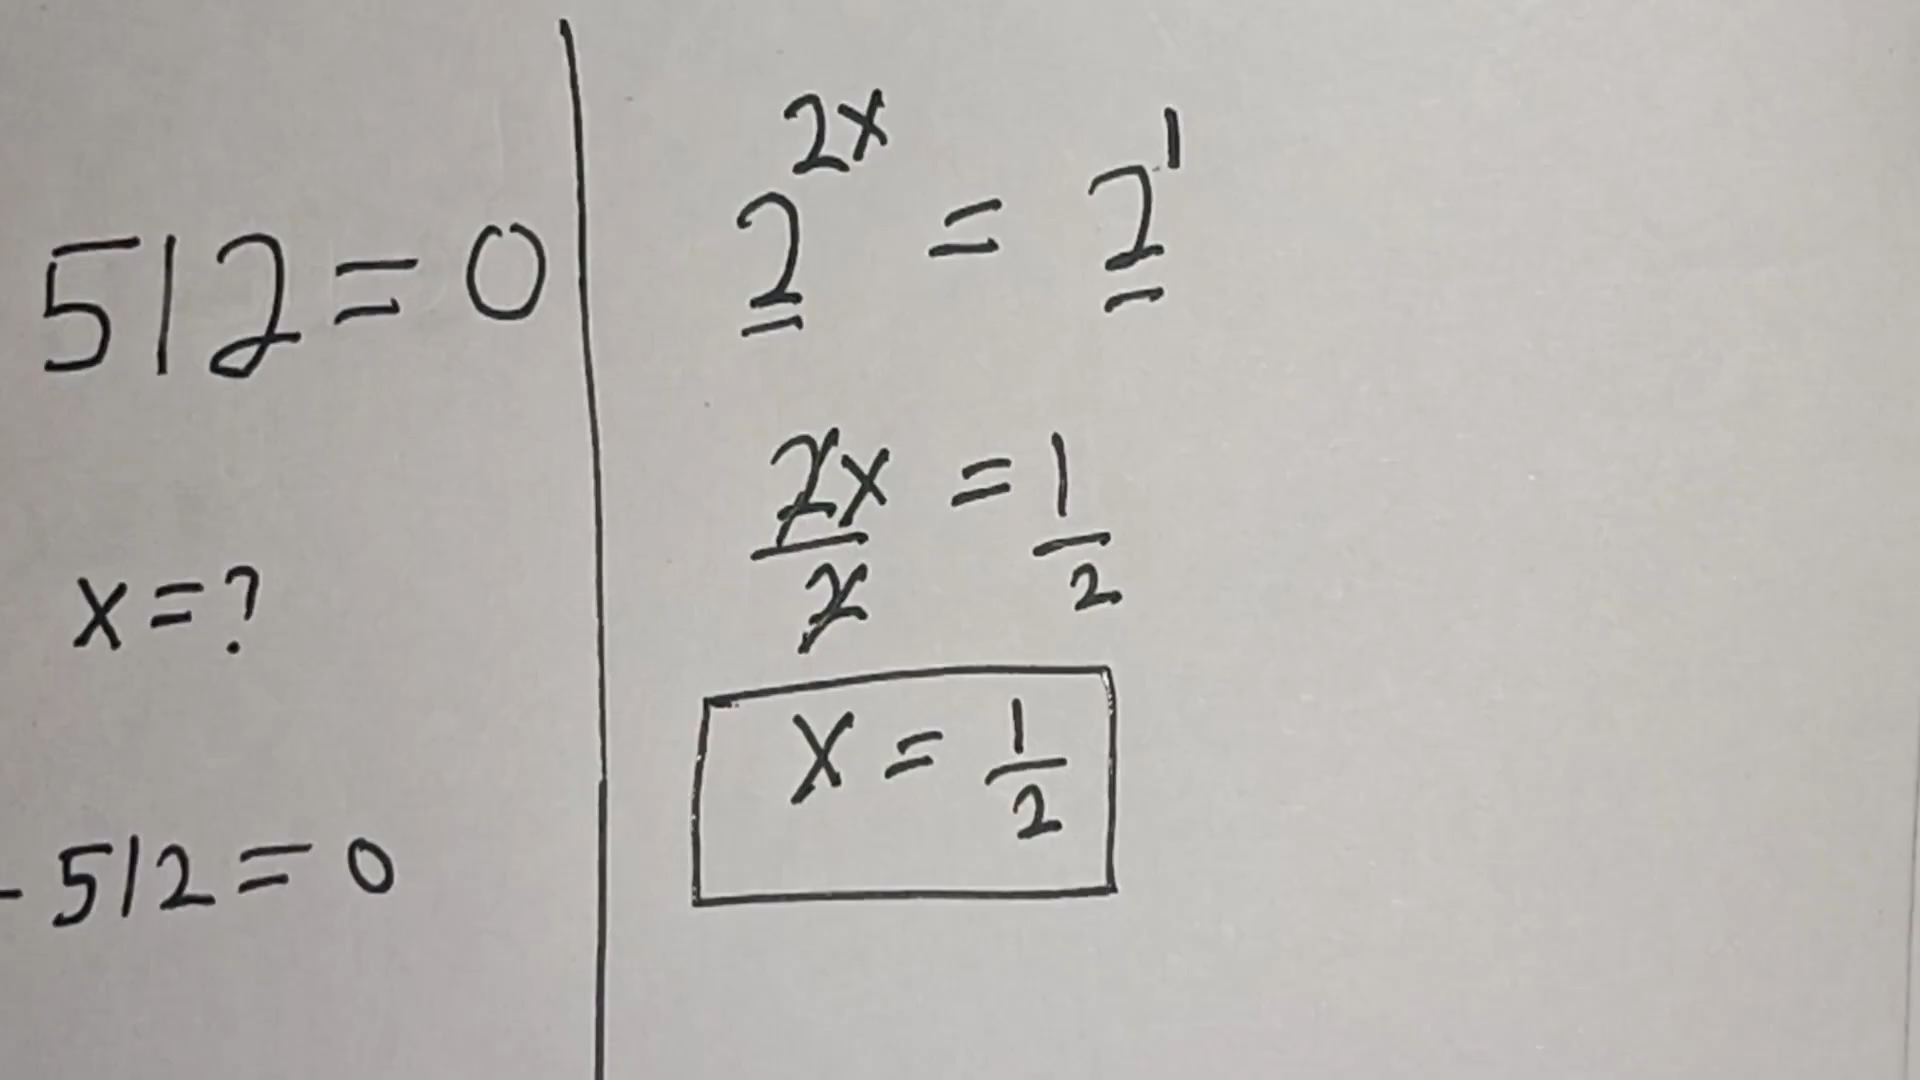 512 = 0
x = ?
- 512 = 0
2^{2x} = 2^1
2x/2 = 1/2
x = 1/2